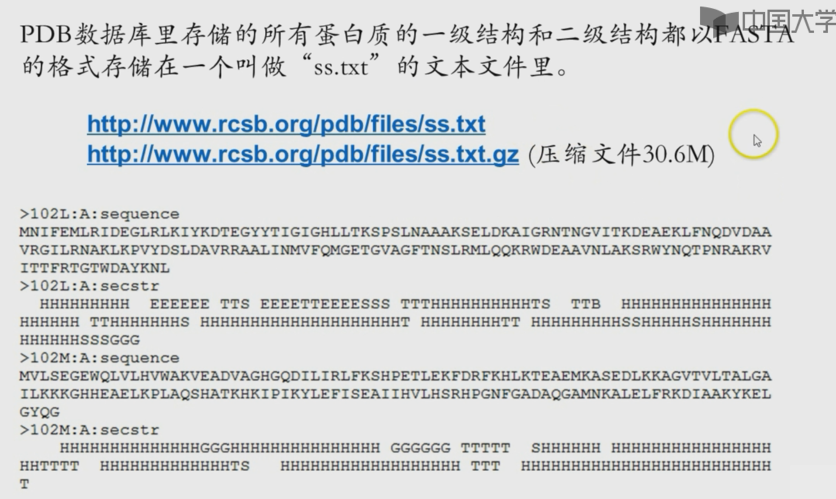 中国大学
PDB数据库里存储的所有蛋白质的一级结构和二级结构都以FASTA
的格式存储在一个叫做“ss.txt”的文本文件里。
http://www.rcsb.org/pdb/files/ss.txt
http://www.rcsb.org/pdb/files/ss.txt.gz (压缩文件30.6M)
>102L:A:sequence
MNIFEMLRIDEGLRLKIYKDTEGYYTIGIGHLLTKSPSLNAAAKSELDKAIGRNTNGVITKDEAEKLFNQDVDAA
VRGILRNAKLKPVYDSLDAVRRAALINMVFQMGETGVAGFTNSLRMLQQKRWDEAAVNLAKSRWYNQTPNRAKRV
ITTFRTGTWDAYKNL
>102L:A:secstr
  HHHHHHHHH  EEEEEE TTS EEEETTEEEEESSS TTTHHHHHHHHHHTS  TTB  HHHHHHHHHHHHHHH
HHHHHH TTHHHHHHHS HHHHHHHHHHHHHHHHHHHHT HHHHHHHHTT HHHHHHHHHSSHHHHHSHHHHHHH
HHHHHHSSSGGG
>102M:A:sequence
MVLSEGEWQLVLHVWAKVEADVAGHGQDILIRLFKSHPETLEKFDRFKHLKTEAEMKASEDLKKAGVTVLTALGA
ILKKKGHHEAELKPLAQSHATKHKIPIKYLEFISEAIIHVLHSRHPGNFGADAQGAMNKALELFRKDIAAKYKEL
GYQG
>102M:A:secstr
    HHHHHHHHHHHHHHGGGHHHHHHHHHHHHHHH GGGGGG TTTTT  SHHHHHH HHHHHHHHHHHHHHHH
HHTTTT  HHHHHHHHHHHHHTS   HHHHHHHHHHHHHHHHHH TTT  HHHHHHHHHHHHHHHHHHHHHHHHH
T